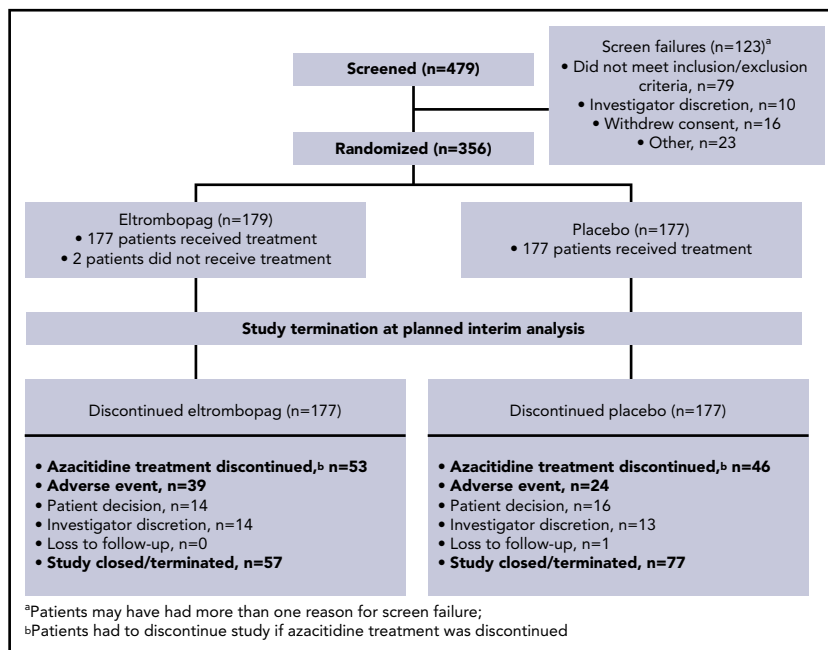 Screened (n=479)
Screen failures (n=123)ᵃ
• Did not meet inclusion/exclusion
criteria, n=79
• Investigator discretion, n=10
• Withdrew consent, n=16
• Other, n=23
Randomized (n=356)
Eltrombopag (n=179)
• 177 patients received treatment
• 2 patients did not receive treatment
Placebo (n=177)
• 177 patients received treatment
Study termination at planned interim analysis
Discontinued eltrombopag (n=177)
• Azacitidine treatment discontinued,ᵇ n=53
• Adverse event, n=39
• Patient decision, n=14
• Investigator discretion, n=14
• Loss to follow-up, n=0
• Study closed/terminated, n=57
Discontinued placebo (n=177)
• Azacitidine treatment discontinued,ᵇ n=46
• Adverse event, n=24
• Patient decision, n=16
• Investigator discretion, n=13
• Loss to follow-up, n=1
• Study closed/terminated, n=77
ᵃPatients may have had more than one reason for screen failure;
ᵇPatients had to discontinue study if azacitidine treatment was discontinued